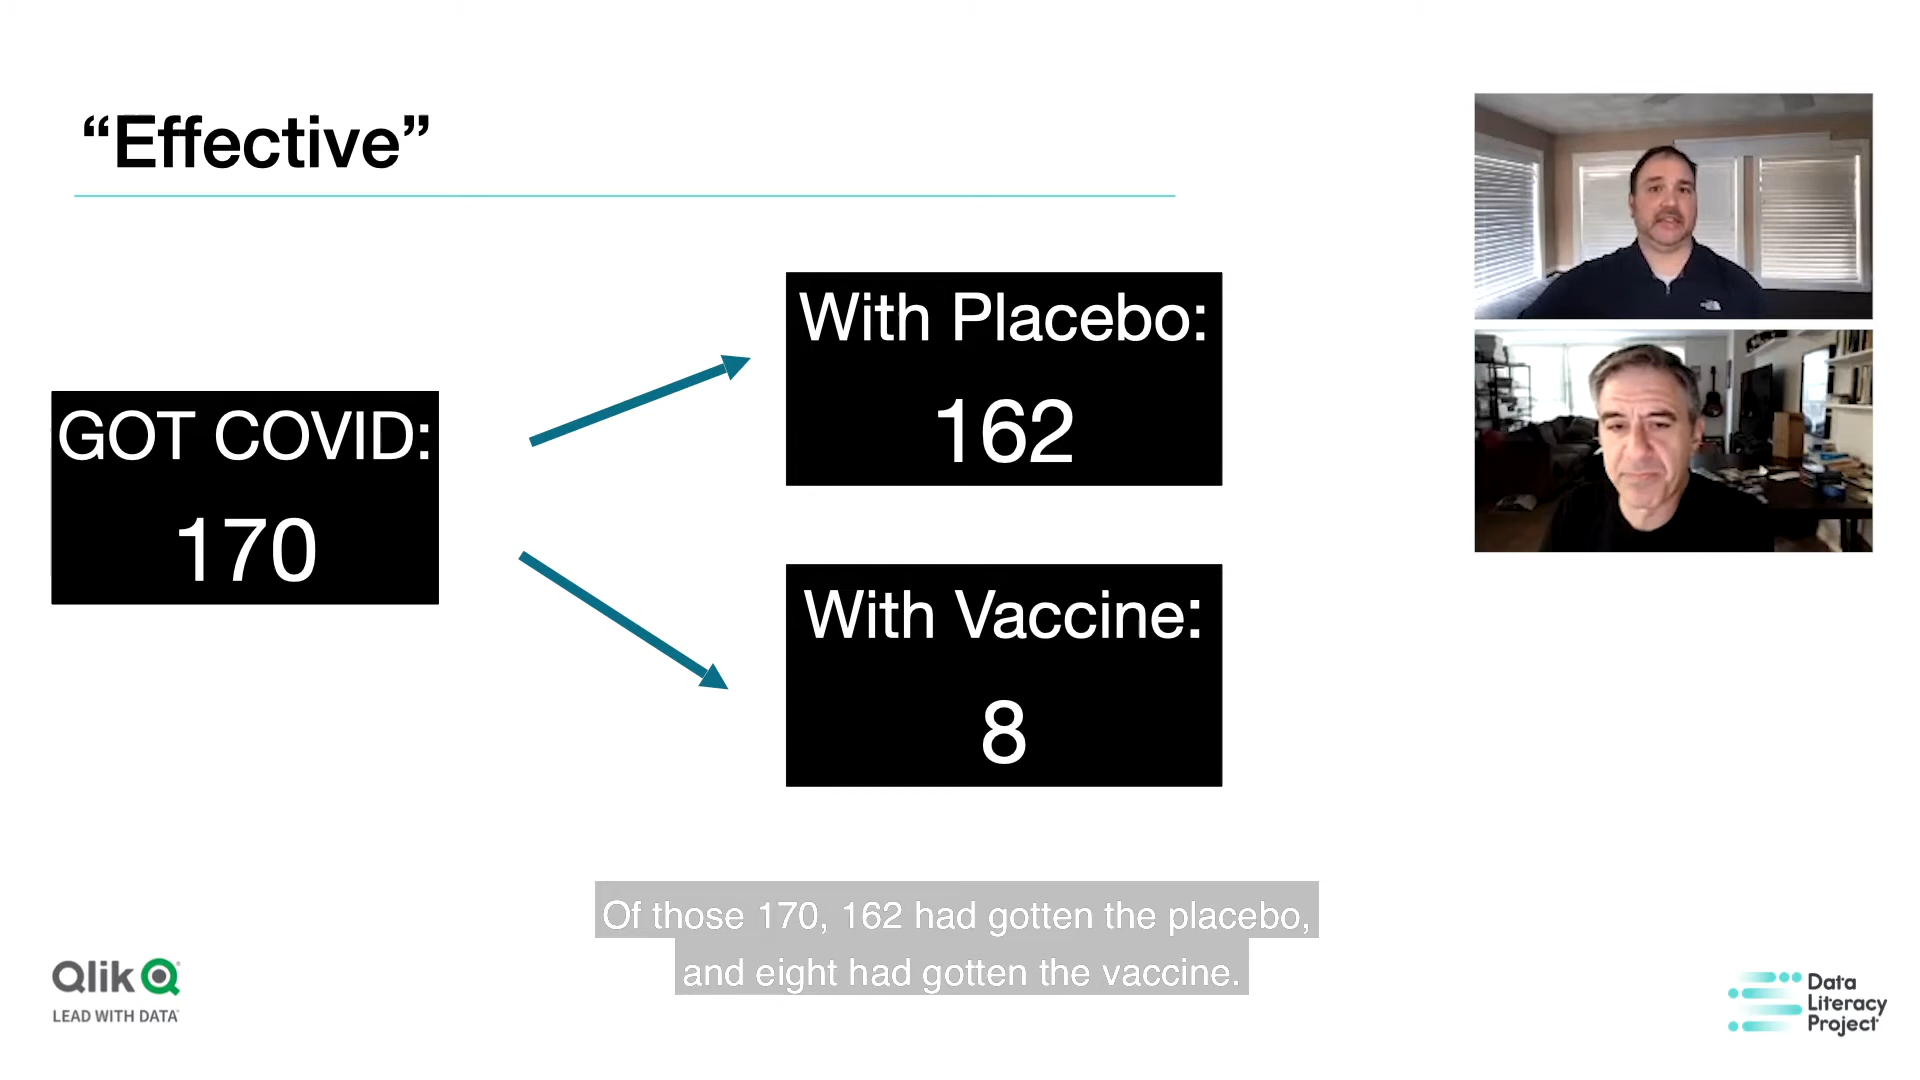 “Effective”
GOT COVID:
170
With Placebo:
162
With Vaccine:
8
Of those 170, 162 had gotten the placebo,
and eight had gotten the vaccine.
Qlik
LEAD WITH DATA
Data
Literacy
Project